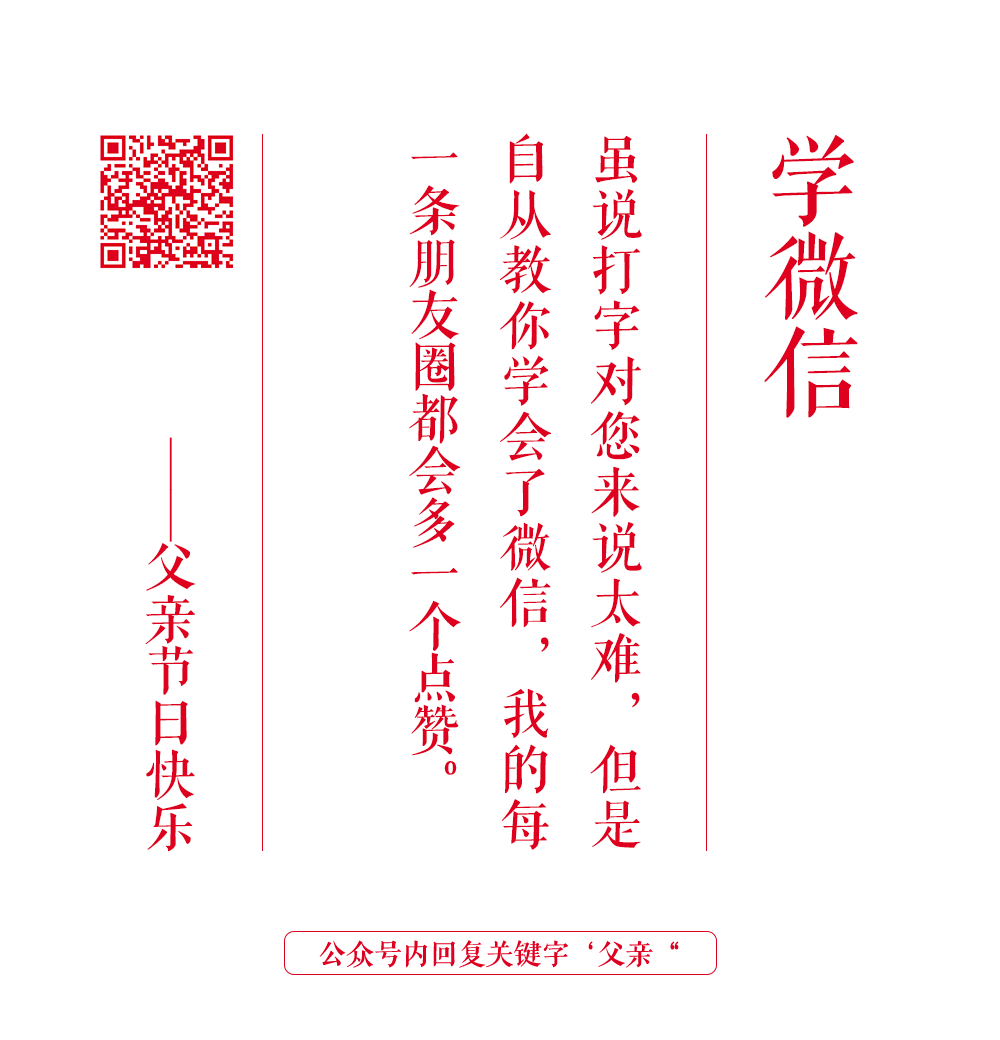 学微信
虽说打字对您来说太难，但是
自从教你学会了微信，我的每
一条朋友圈都会多一个点赞。
——父亲节日快乐
公众号内回复关键字‘父亲“